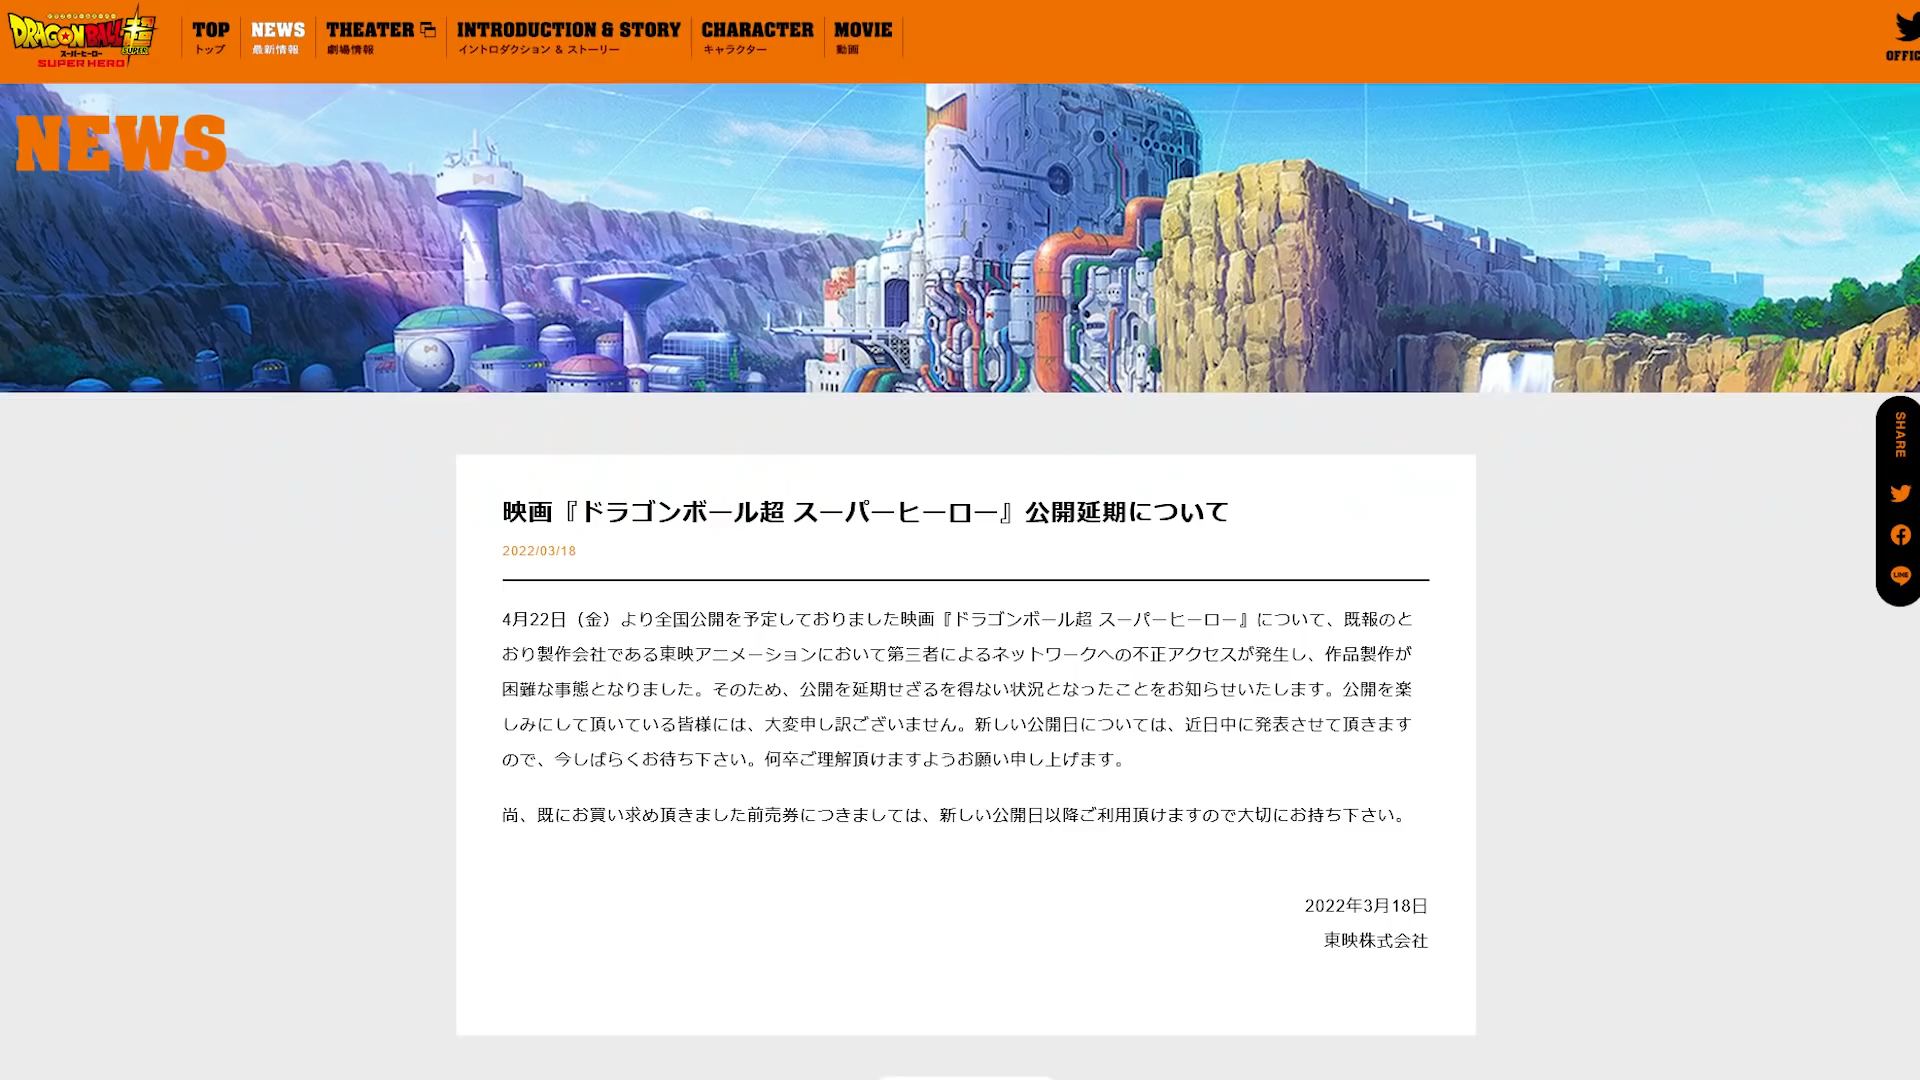 DRAGON BALL 超 SUPER
スーパーヒーロー
SUPER HERO
TOP
トップ
NEWS
最新情報
THEATER
劇場情報
INTRODUCTION & STORY
イントロダクション & ストーリー
CHARACTER
キャラクター
MOVIE
動画
NEWS
SHARE
LINE
映画『ドラゴンボール超 スーパーヒーロー』公開延期について
2022/03/18
4月22日（金）より全国公開を予定しておりました映画『ドラゴンボール超 スーパーヒーロー』について、既報のと
おり製作会社である東映アニメーションにおいて第三者によるネットワークへの不正アクセスが発生し、作品製作が
困難な事態となりました。そのため、公開を延期せざるを得ない状況となったことをお知らせいたします。公開を楽
しみにして頂いている皆様には、大変申し訳ございません。新しい公開日については、近日中に発表させて頂きます
ので、今しばらくお待ち下さい。何卒ご理解頂けますようお願い申し上げます。
尚、既にお買い求め頂きました前売券につきましては、新しい公開日以降ご利用頂けますので大切にお持ち下さい。
2022年3月18日
東映株式会社